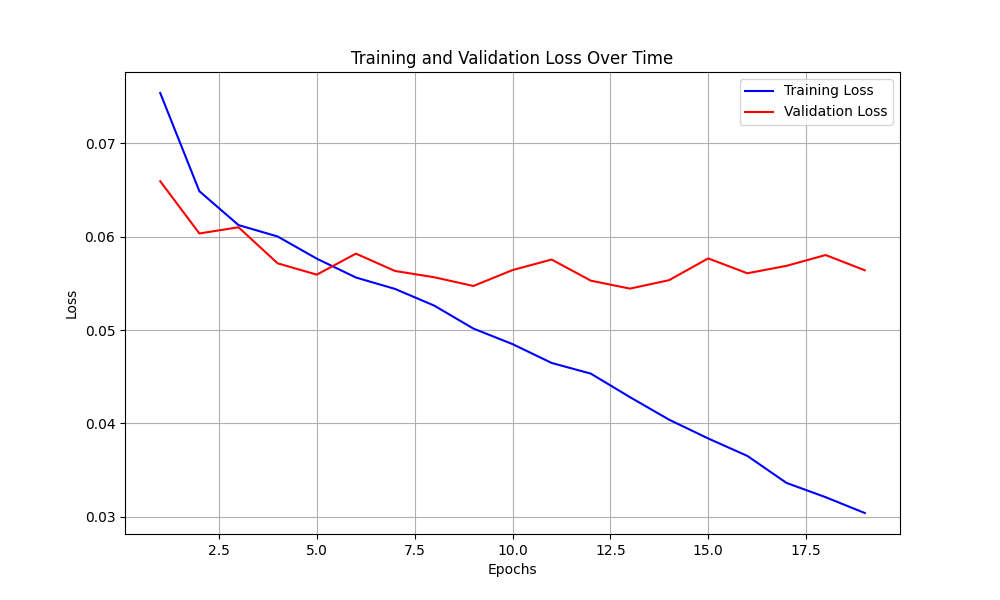 Training and Validation Loss Over Time
Training Loss
Validation Loss
0.07
0.06
0.05
0.04
0.03
Loss
2.5 5.0 7.5 10.0 12.5 15.0 17.5
Epochs